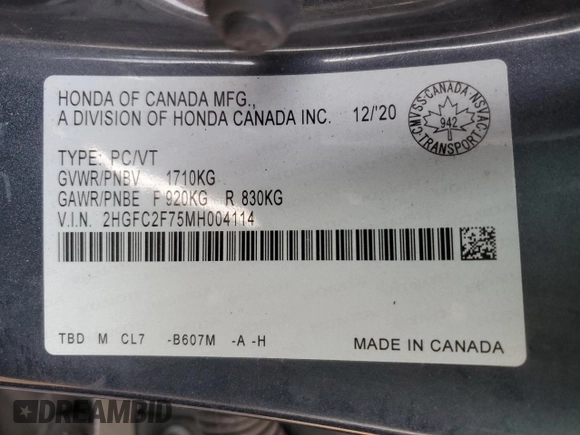 HONDA OF CANADA MFG.,
A DIVISION OF HONDA CANADA INC. 12/'20
CMVSS-CANADA-NSVAC
942
TRANSPORT
TYPE: PC/VT
GVWR/PNBV 1710KG
GAWR/PNBE F 920KG R 830KG
V.I.N. 2HGFC2F75MH004114
TBD M CL7 -B607M -A -H
MADE IN CANADA
DREAMBID